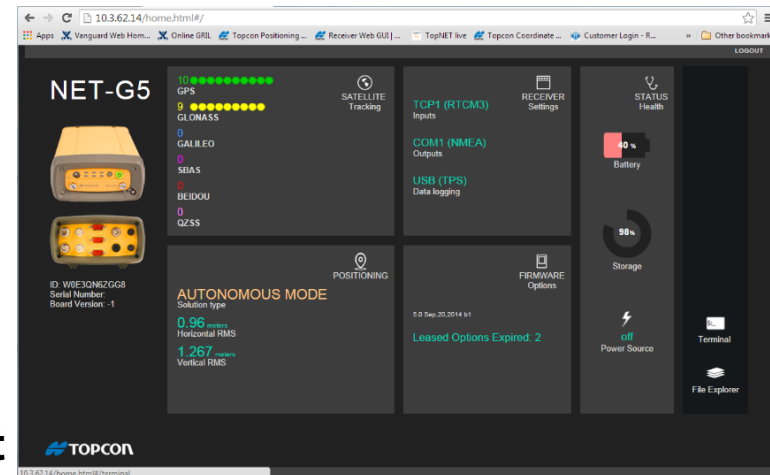 10.3.62.14/home.html#/
Apps Vanguard Web Hom... Online GRIL Topcon Positioning ... Receiver Web GUI |... TopNET live Topcon Coordinate ... Customer Login - R... » Other bookmark
LOGOUT
NET-G5
ID: W0E3QN6ZGG8
Serial Number:
Board Version: -1
10
GPS
9
GLONASS
0
GALILEO
0
SBAS
0
BEIDOU
0
QZSS
SATELLITE
Tracking
TCP1 (RTCM3)
Inputs
COM1 (NMEA)
Outputs
USB (TPS)
Data logging
RECEIVER
Settings
STATUS
Health
40 %
Battery
98%
Storage
off
Power Source
POSITIONING
AUTONOMOUS MODE
Solution type
0.96 meters
Horizontal RMS
1.267 meters
Vertical RMS
FIRMWARE
Options
5.0 Sep,20,2014 b1
Leased Options Expired: 2
$_
Terminal
File Explorer
TOPCON
t
10.3.62.14/home.html#/terminal